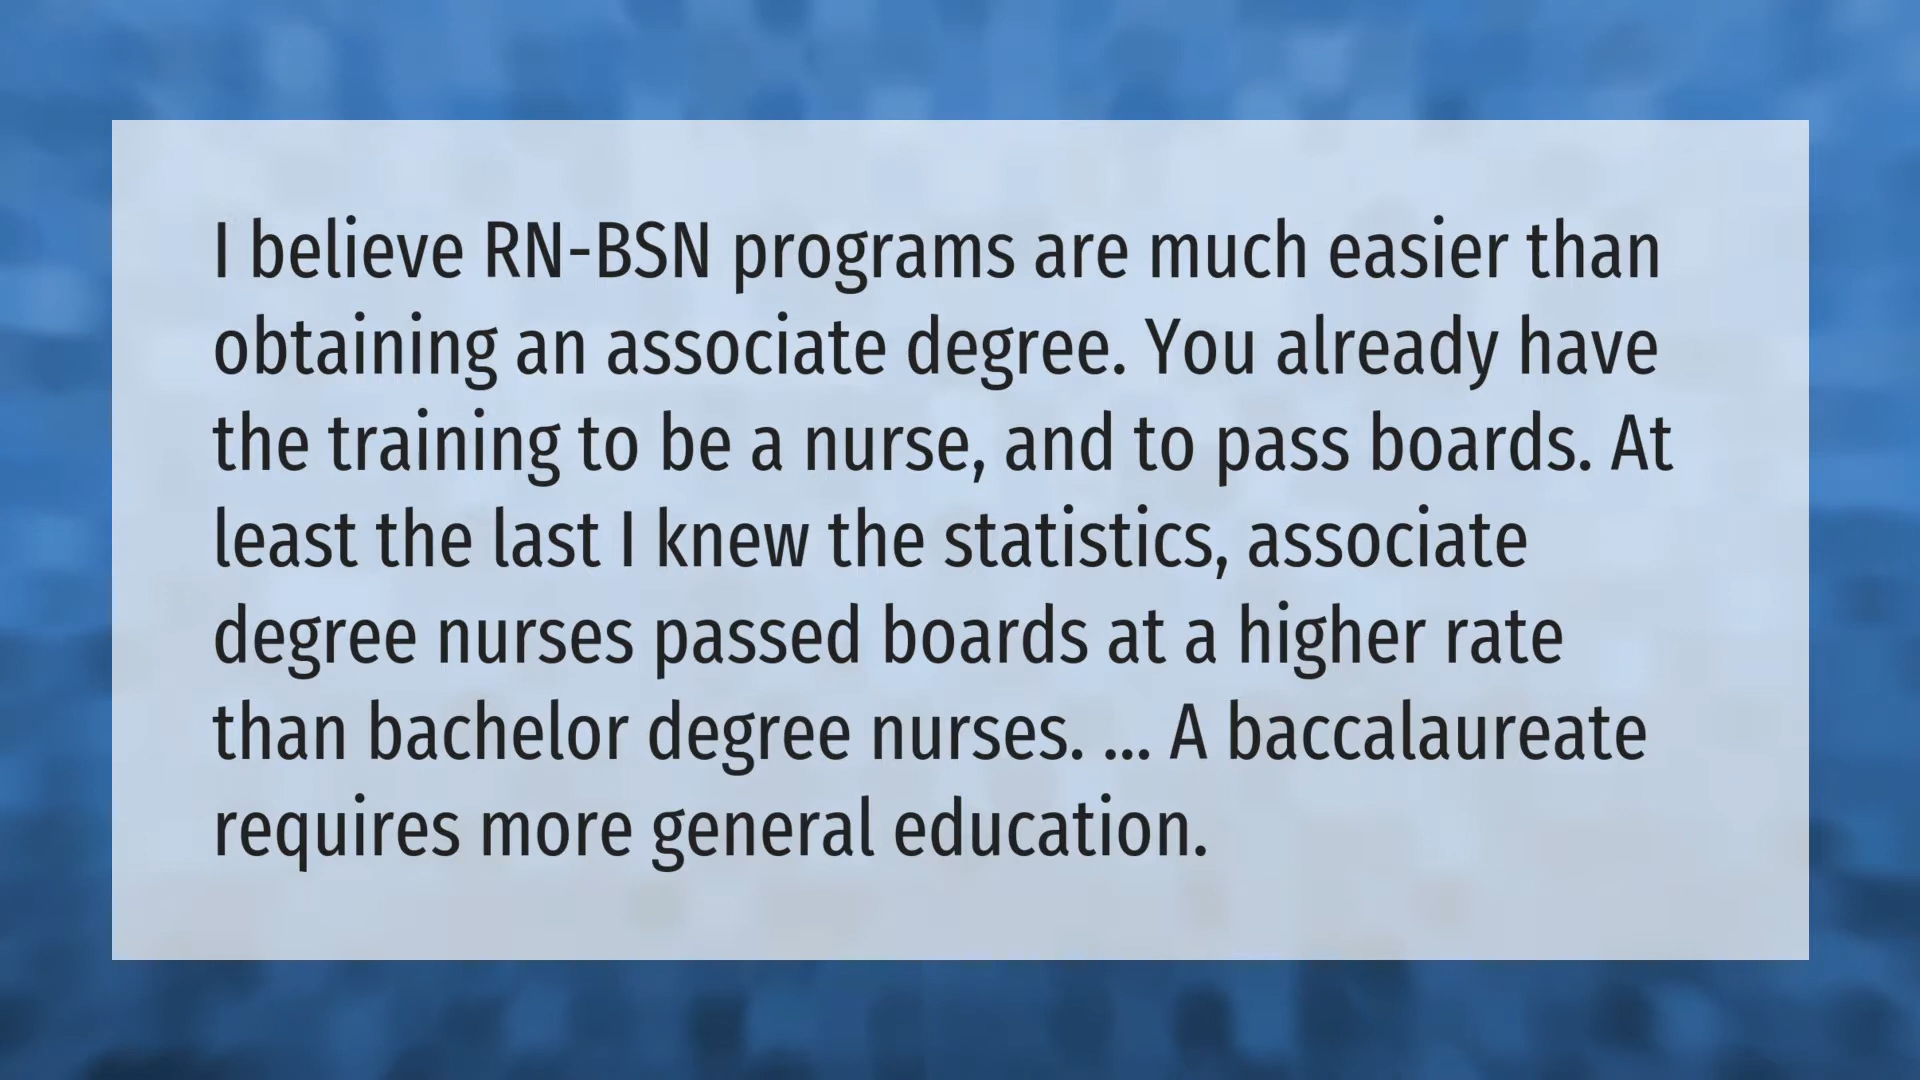 I believe RN-BSN programs are much easier than
obtaining an associate degree. You already have
the training to be a nurse, and to pass boards. At
least the last I knew the statistics, associate
degree nurses passed boards at a higher rate
than bachelor degree nurses. ... A baccalaureate
requires more general education.